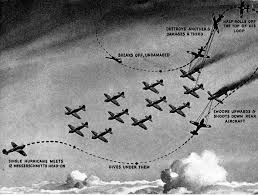 HALF-ROLLS OFF
THE TOP OF HIS
LOOP
DESTROYS ANOTHER &
DAMAGES A THIRD
BREAKS OFF, UNDAMAGED
SWOOPS UPWARDS &
SHOOTS DOWN REAR
AIRCRAFT
SINGLE HURRICANE MEETS
12 MESSERSCHMITTS HEAD-ON
DIVES UNDER THEM